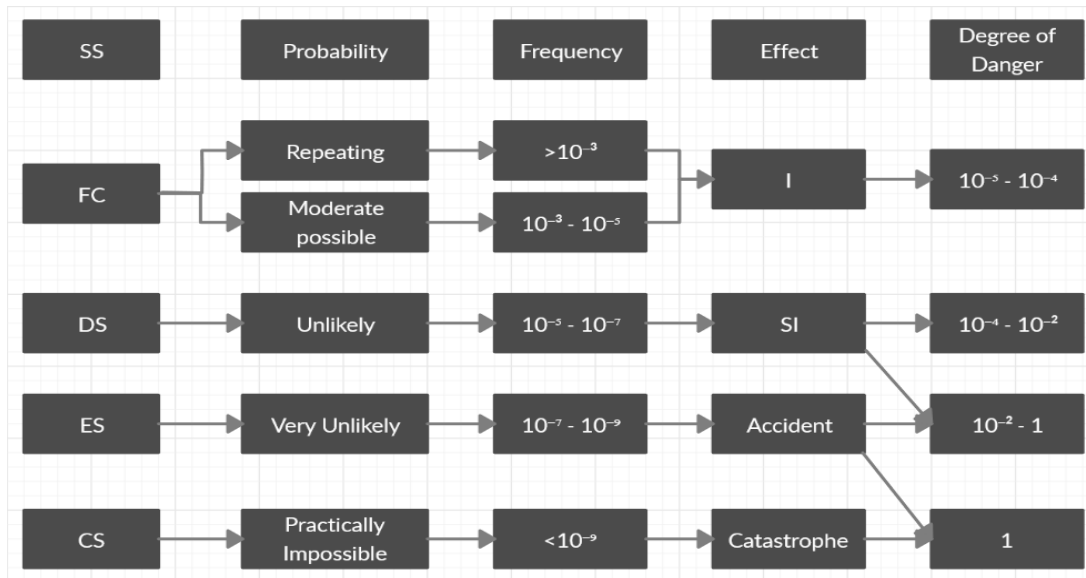 SS
Probability
Frequency
Effect
Degree of
Danger
FC
Repeating
>10⁻³
I
10⁻⁵ - 10⁻⁴
Moderate
possible
10⁻³ - 10⁻⁵
DS
Unlikely
10⁻⁵ - 10⁻⁷
SI
10⁻⁴ - 10⁻²
ES
Very Unlikely
10⁻⁷ - 10⁻⁹
Accident
10⁻² - 1
CS
Practically
Impossible
<10⁻⁹
Catastrophe
1